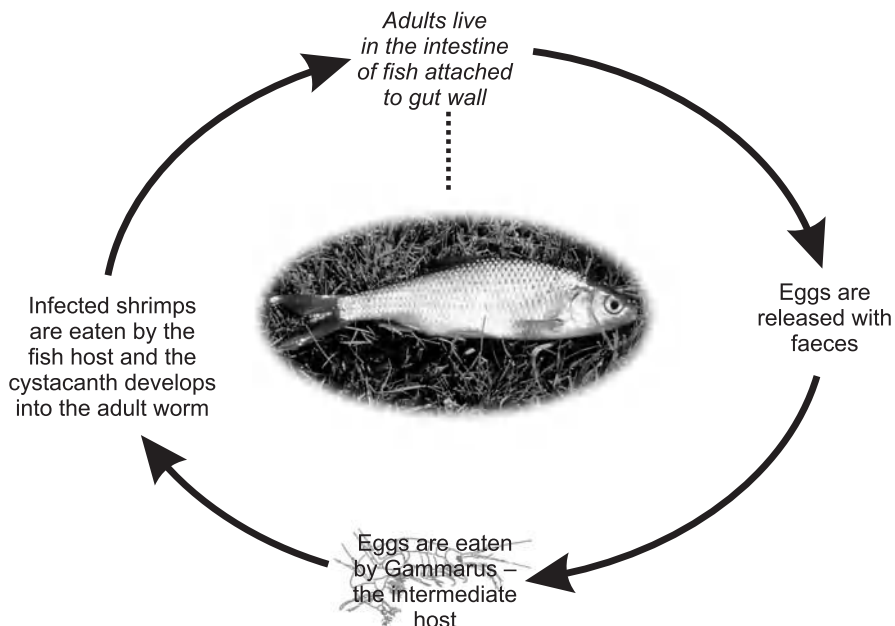 Adults live
in the intestine
of fish attached
to gut wall
Eggs are
released with
faeces
Eggs are eaten
by Gammarus –
the intermediate
host
Infected shrimps
are eaten by the
fish host and the
cystacanth develops
into the adult worm